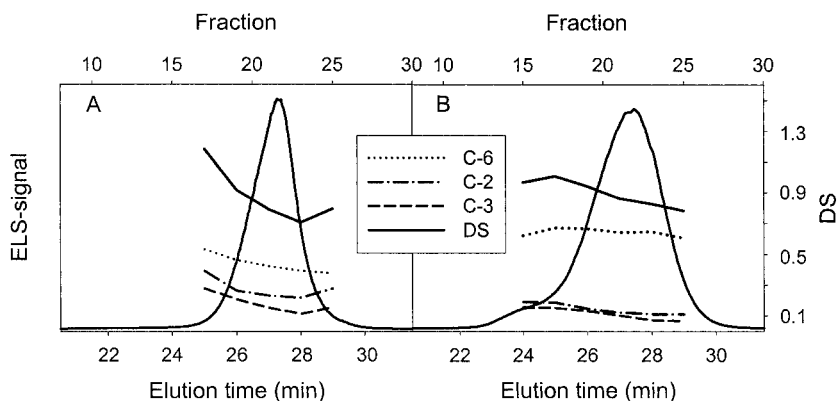 Fraction Fraction
10 15 20 25 30 10 15 20 25 30
A B
ELS-signal
C-6
C-2
C-3
DS
1.3
0.9
0.5
0.1
DS
22 24 26 28 30 22 24 26 28 30
Elution time (min) Elution time (min)